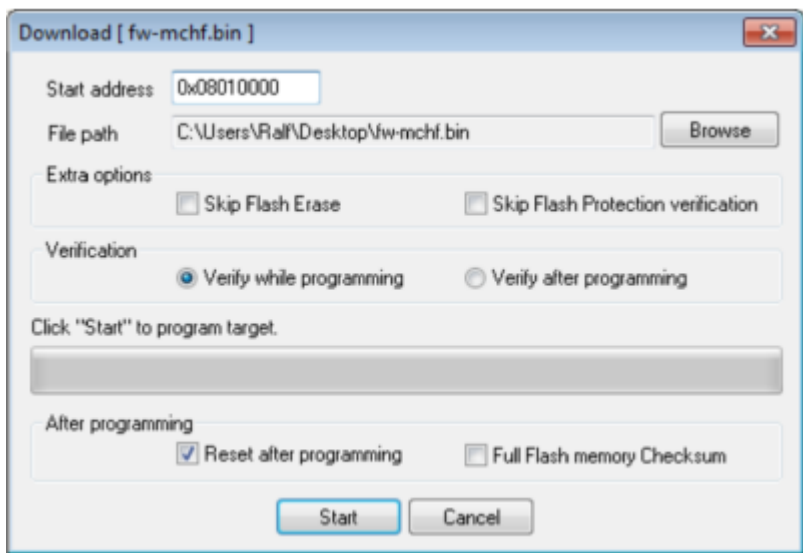 Download [ fw-mchf.bin ]
Start address 0x08010000
File path C:\Users\Ralf\Desktop\fw-mchf.bin Browse
Extra options
Skip Flash Erase Skip Flash Protection verification
Verification
Verify while programming Verify after programming
Click "Start" to program target.
After programming
Reset after programming Full Flash memory Checksum
Start Cancel